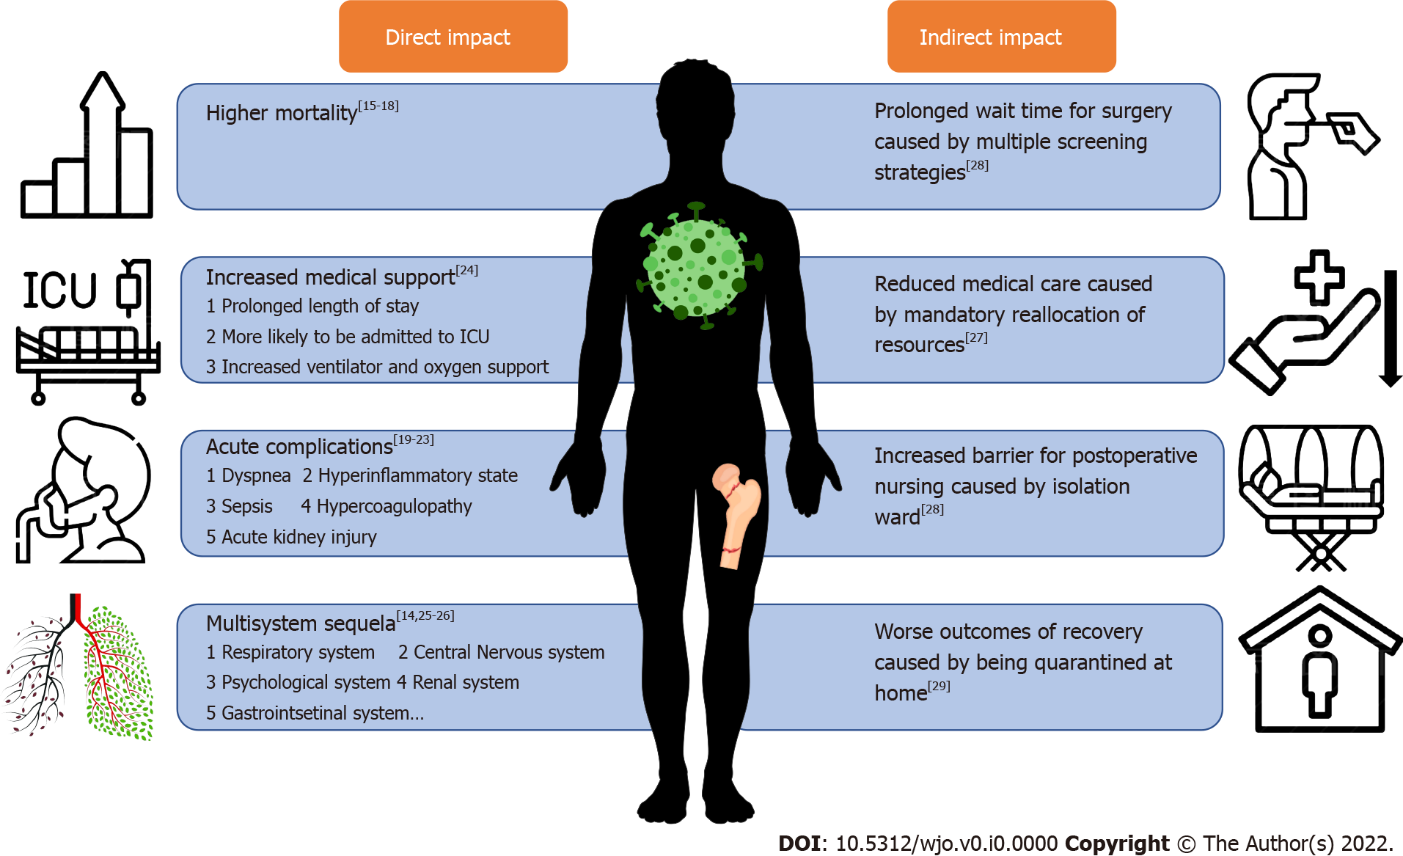 Direct impact
Indirect impact
Higher mortality[15-18]
Prolonged wait time for surgery
caused by multiple screening
strategies[28]
ICU
Increased medical support[24]
1 Prolonged length of stay
2 More likely to be admitted to ICU
3 Increased ventilator and oxygen support
Reduced medical care caused
by mandatory reallocation of
resources[27]
Acute complications[19-23]
1 Dyspnea 2 Hyperinflammatory state
3 Sepsis 4 Hypercoagulopathy
5 Acute kidney injury
Increased barrier for postoperative
nursing caused by isolation
ward[28]
Multisystem sequela[14,25-26]
1 Respiratory system 2 Central Nervous system
3 Psychological system 4 Renal system
5 Gastrointsetinal system...
Worse outcomes of recovery
caused by being quarantined at
home[29]
DOI: 10.5312/wjo.v0.i0.0000 Copyright © The Author(s) 2022.